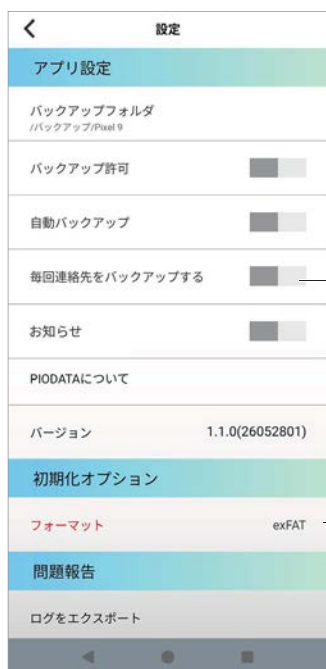 設定
アプリ設定
バックアップフォルダ
/バックアップ/Pixel 9
バックアップ許可
自動バックアップ
毎回連絡先をバックアップする
お知らせ
PIODATAについて
バージョン 1.1.0(26052801)
初期化オプション
フォーマット exFAT
問題報告
ログをエクスポート